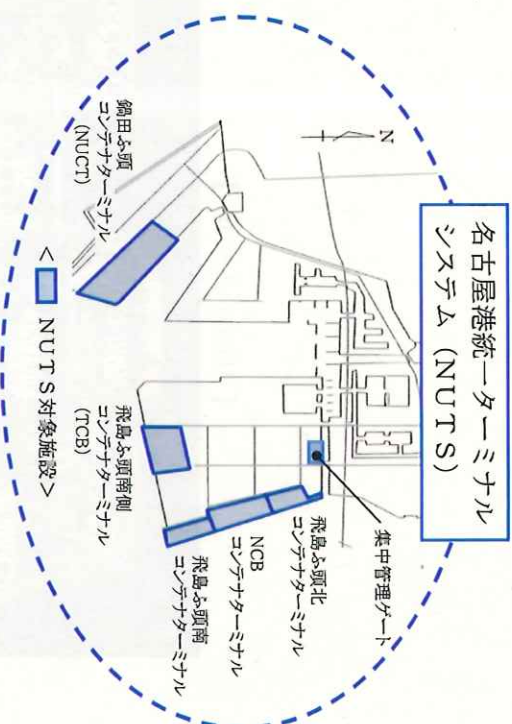 名古屋港統一ターミナル
システム（NUTS）
N
集中管理ゲート
飛島ふ頭北
コンテナターミナル
NCB
コンテナターミナル
飛島ふ頭南
コンテナターミナル
飛島ふ頭南側
コンテナターミナル
(TCB)
鍋田ふ頭
コンテナターミナル
(NUCT)
＜ NUTS対象施設＞